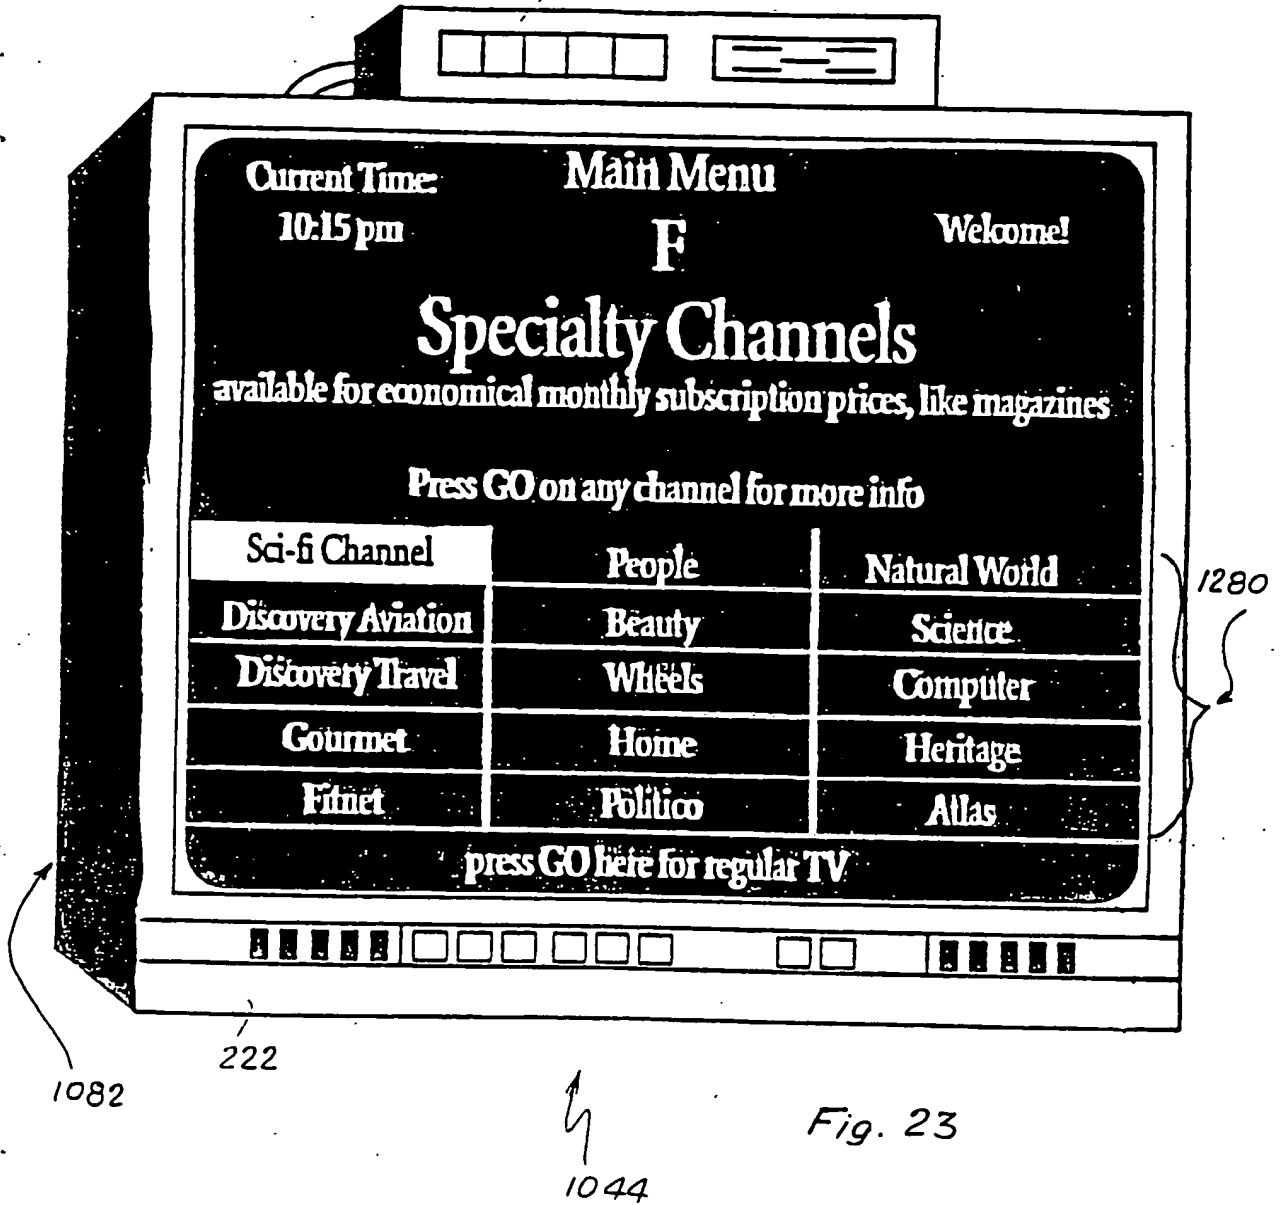 Current Time:
Main Menu
10:15 pm
F
Welcome!
Specialty Channels
available for economical monthly subscription prices, like magazines
Press GO on any channel for more info
Sci-fi Channel
People
Natural World
Discovery Aviation
Beauty
Science
Discovery Travel
Wheels
Computer
Gourmet
Home
Heritage
Fitnet
Politico
Atlas
press GO here for regular TV
1280
222
1082
1044
Fig. 23